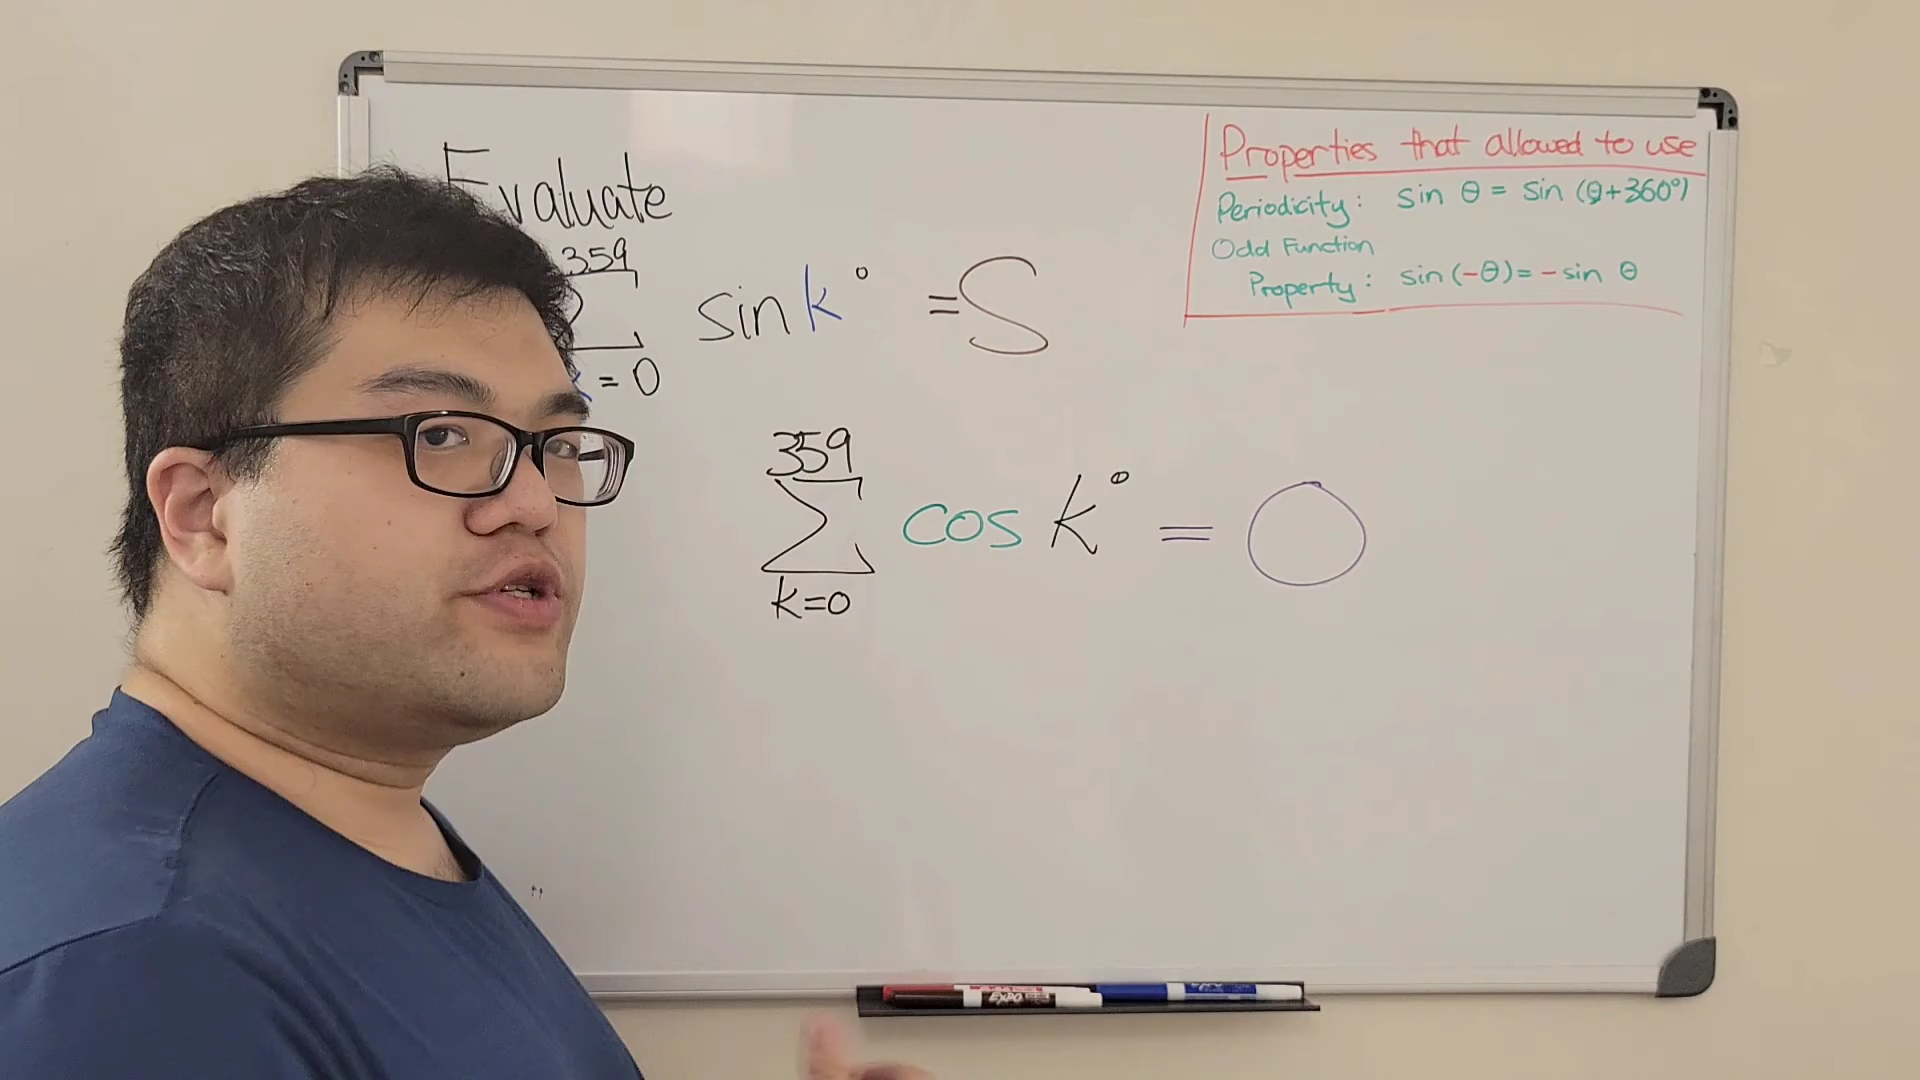 Evaluate
359
Σ sin k° = S
k = 0
Properties that allowed to use
Periodicity: sin θ = sin (θ+360°)
Odd Function
Property: sin (-θ) = - sin θ
359
Σ cos k° = 0
k=0
EXPO